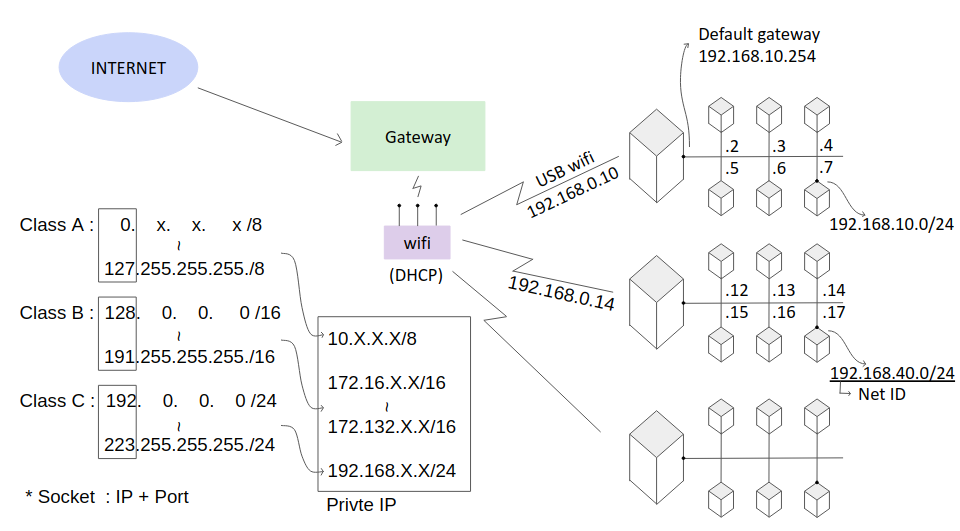 INTERNET
Gateway
wifi
(DHCP)
USB wifi
192.168.0.10
192.168.0.14
Default gateway
192.168.10.254
.2 .3 .4
.5 .6 .7
192.168.10.0/24
.12 .13 .14
.15 .16 .17
192.168.40.0/24
Net ID
Class A : 0. x. x. x /8
~
127.255.255.255./8
Class B : 128. 0. 0. 0 /16
~
191.255.255.255./16
Class C : 192. 0. 0. 0 /24
~
223.255.255.255./24
* Socket : IP + Port
10.X.X.X/8
172.16.X.X/16
~
172.132.X.X/16
192.168.X.X/24
Privte IP